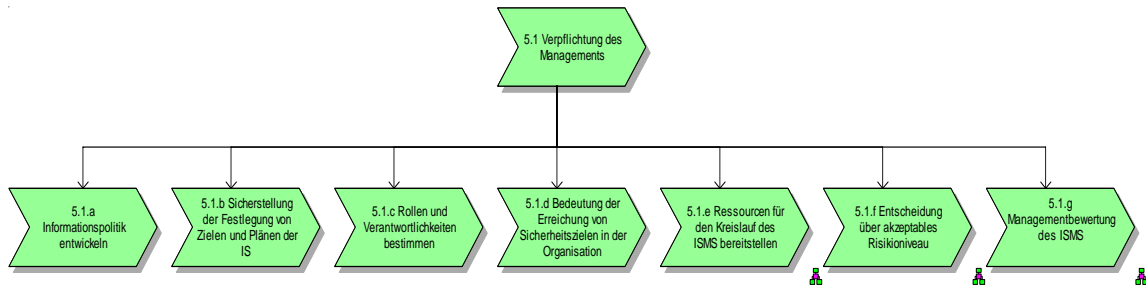 5.1 Verpflichtung des
Managements
5.1.a
Informationspolitik
entwickeln
5.1.b Sicherstellung
der Festlegung von
Zielen und Plänen der
IS
5.1.c Rollen und
Verantwortlichkeiten
bestimmen
5.1.d Bedeutung der
Erreichung von
Sicherheitszielen in der
Organisation
5.1.e Ressourcen für
den Kreislauf des
ISMS bereitstellen
5.1.f Entscheidung
über akzeptables
Risikioniveau
5.1.g
Managementbewertung
des ISMS